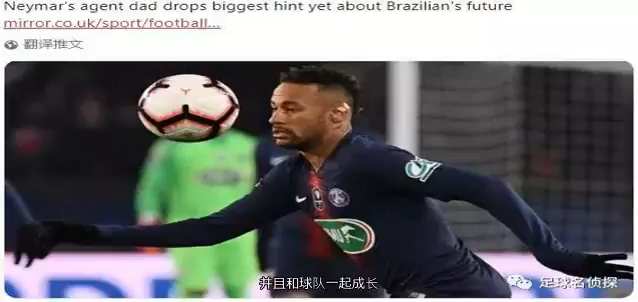 Neymar's agent dad drops biggest hint yet about Brazilian's future
mirror.co.uk/sport/football...
翻译推文
并且和球队一起成长
足球名侦探